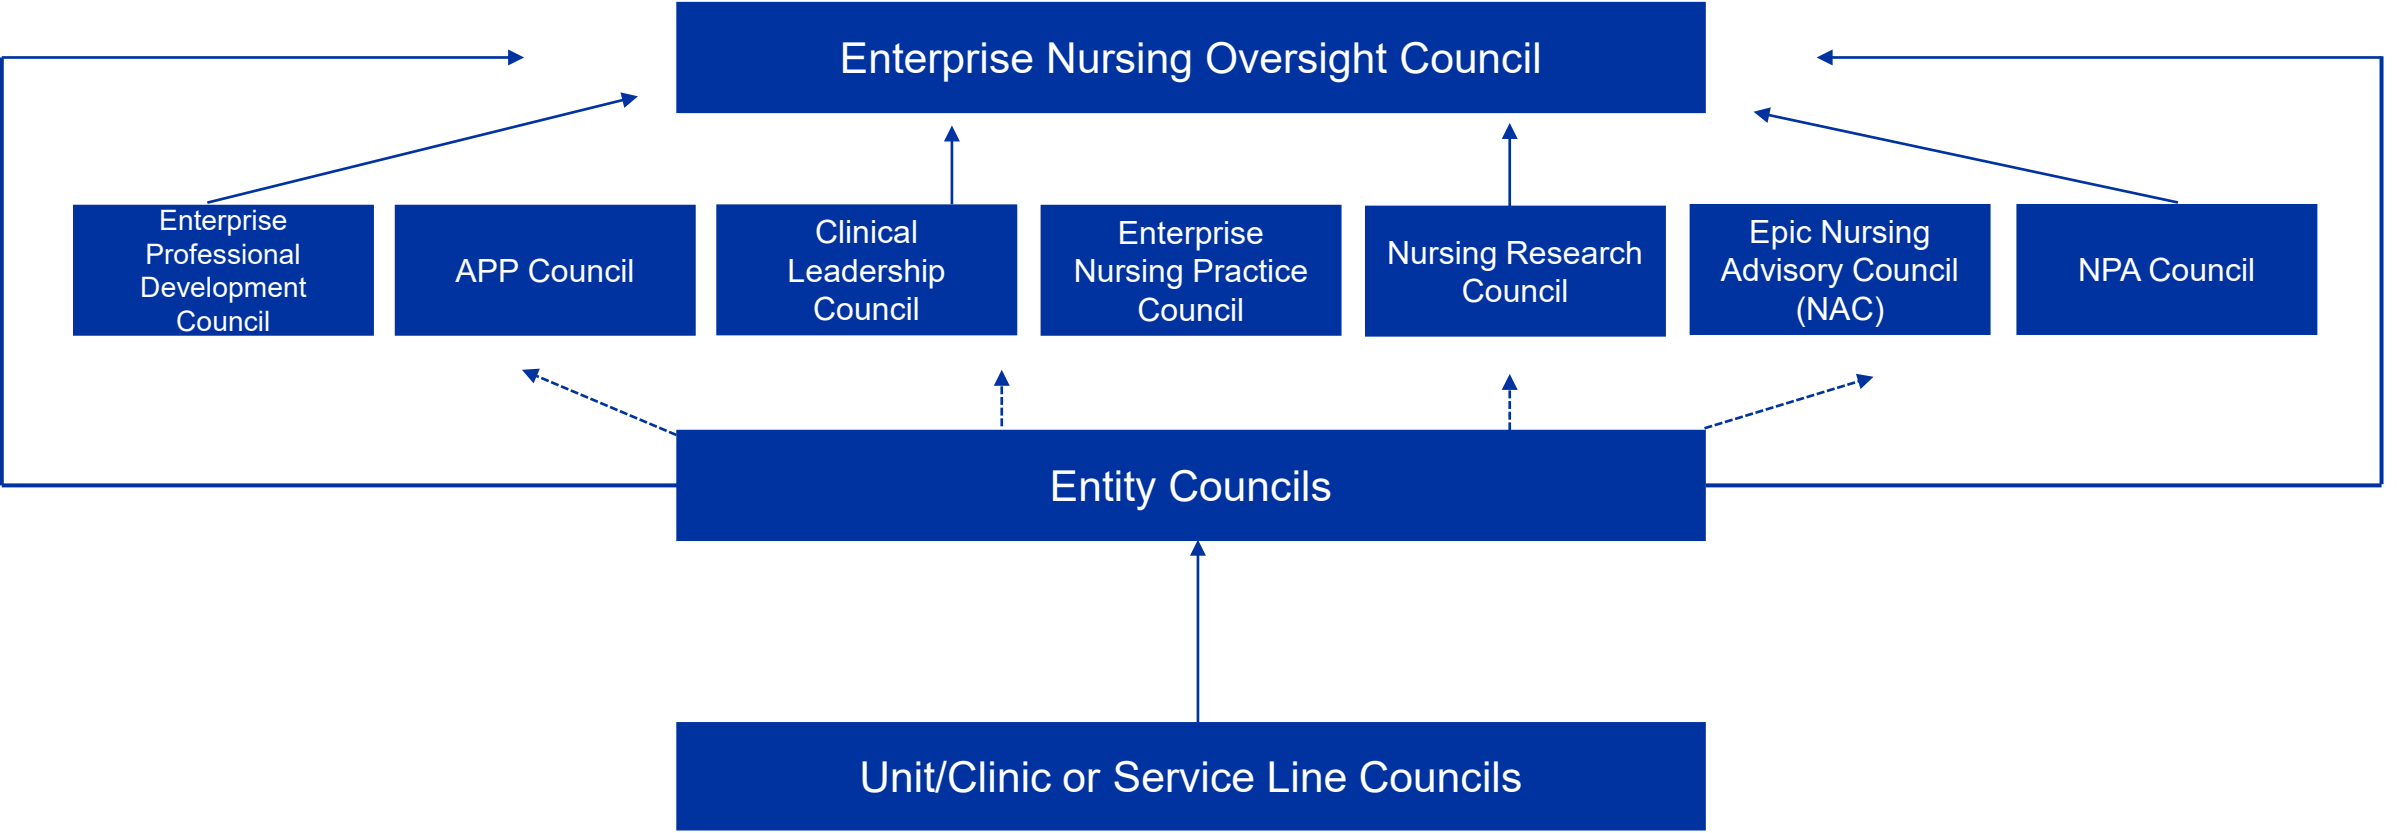 Enterprise Nursing Oversight Council
Enterprise
Professional
Development
Council
APP Council
Clinical
Leadership
Council
Enterprise
Nursing Practice
Council
Nursing Research
Council
Epic Nursing
Advisory Council
(NAC)
NPA Council
Entity Councils
Unit/Clinic or Service Line Councils